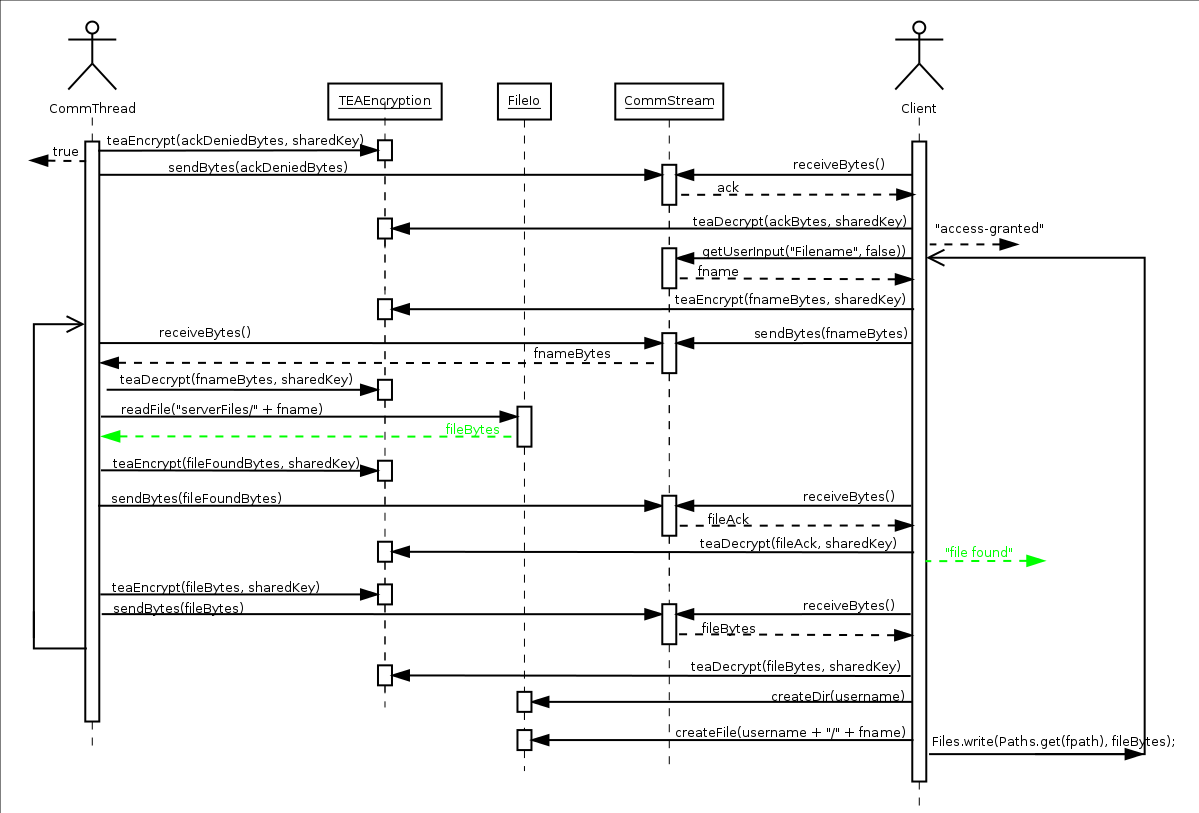 TEAEncryption
FileIo
CommStream
CommThread
Client
teaEncrypt(ackDeniedBytes, sharedKey)
true
sendBytes(ackDeniedBytes)
receiveBytes()
ack
teaDecrypt(ackBytes, sharedKey)
"access-granted"
getUserInput("Filename", false))
fname
teaEncrypt(fnameBytes, sharedKey)
receiveBytes()
sendBytes(fnameBytes)
fnameBytes
teaDecrypt(fnameBytes, sharedKey)
readFile("serverFiles/" + fname)
fileBytes
teaEncrypt(fileFoundBytes, sharedKey)
sendBytes(fileFoundBytes)
receiveBytes()
fileAck
teaDecrypt(fileAck, sharedKey)
"file found"
teaEncrypt(fileBytes, sharedKey)
sendBytes(fileBytes)
receiveBytes()
fileBytes
teaDecrypt(fileBytes, sharedKey)
createDir(username)
createFile(username + "/" + fname)
Files.write(Paths.get(fpath), fileBytes);